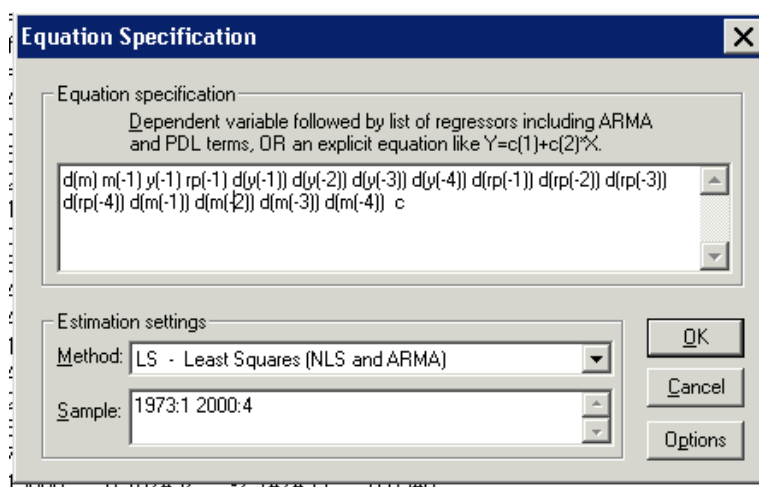 Equation Specification
Equation specification
Dependent variable followed by list of regressors including ARMA
and PDL terms, OR an explicit equation like Y=c(1)+c(2)*X.
d(m) m(-1) y(-1) rp(-1) d(y(-1)) d(y(-2)) d(y(-3)) d(y(-4)) d(rp(-1)) d(rp(-2)) d(rp(-3))
d(rp(-4)) d(m(-1)) d(m(-2)) d(m(-3)) d(m(-4)) c
Estimation settings
Method: LS - Least Squares (NLS and ARMA)
Sample: 1973:1 2000:4
OK
Cancel
Options